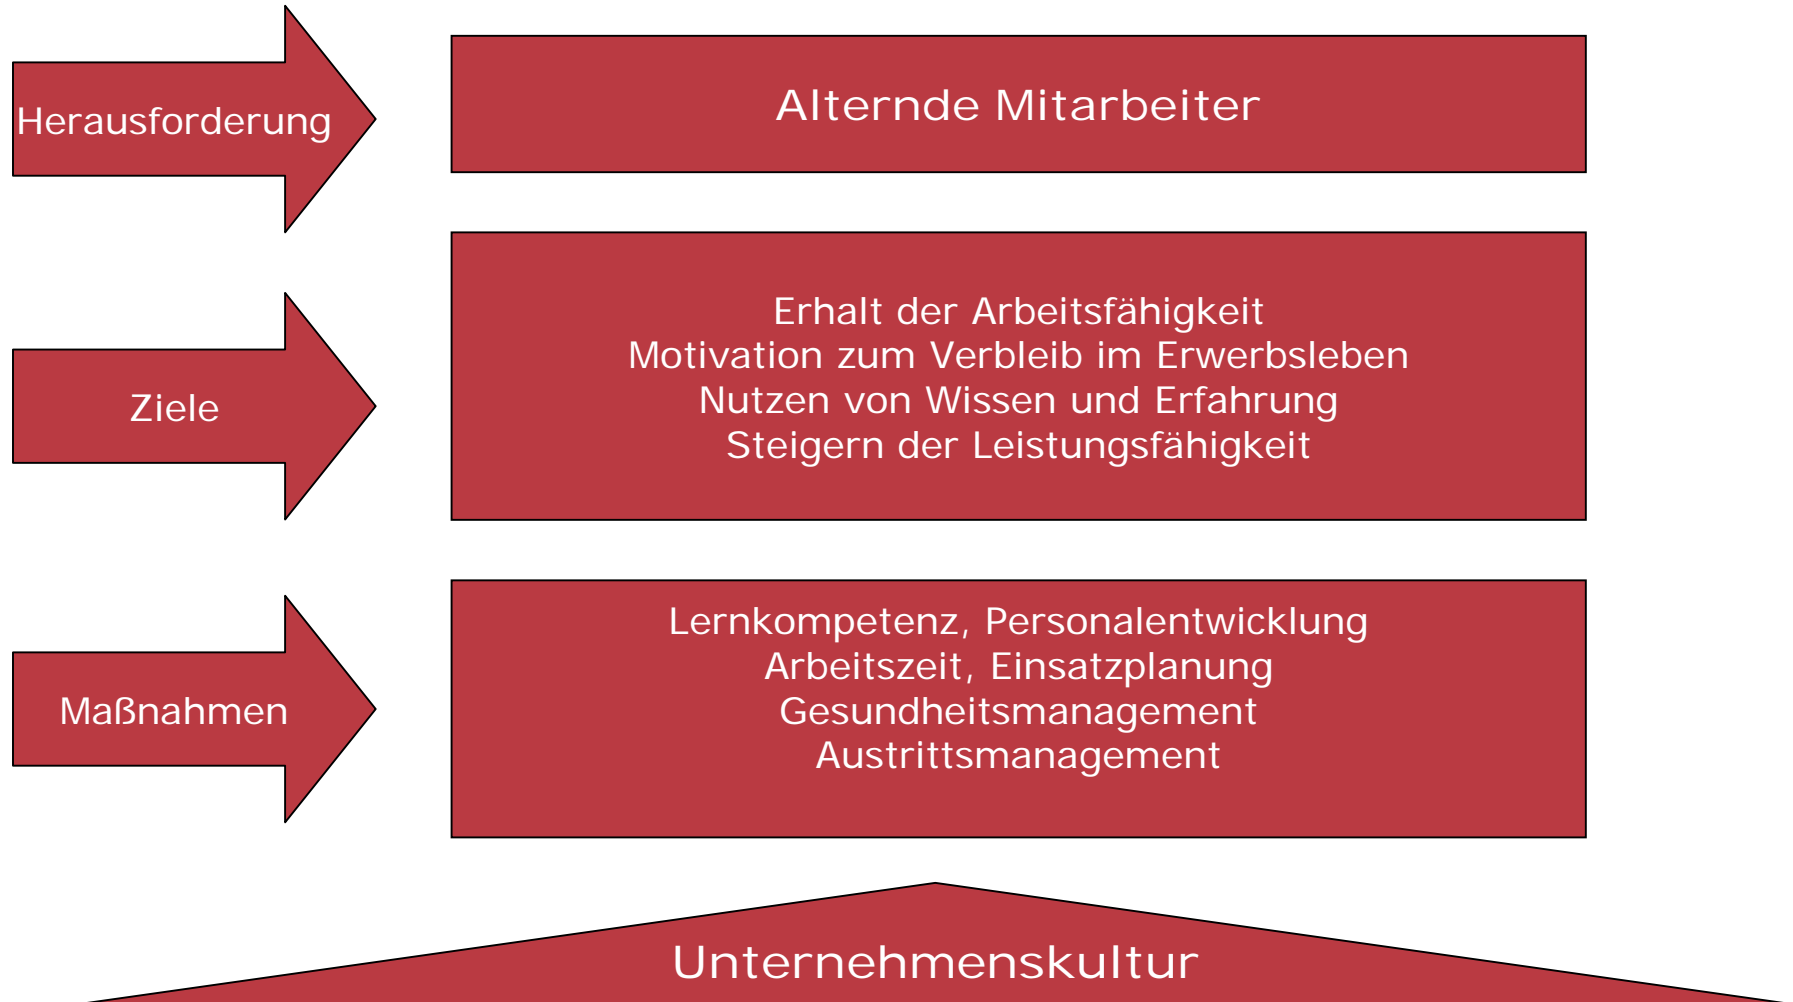 Herausforderung
Alternde Mitarbeiter
Ziele
Erhalt der Arbeitsfähigkeit
Motivation zum Verbleib im Erwerbsleben
Nutzen von Wissen und Erfahrung
Steigern der Leistungsfähigkeit
Maßnahmen
Lernkompetenz, Personalentwicklung
Arbeitszeit, Einsatzplanung
Gesundheitsmanagement
Austrittsmanagement
Unternehmenskultur